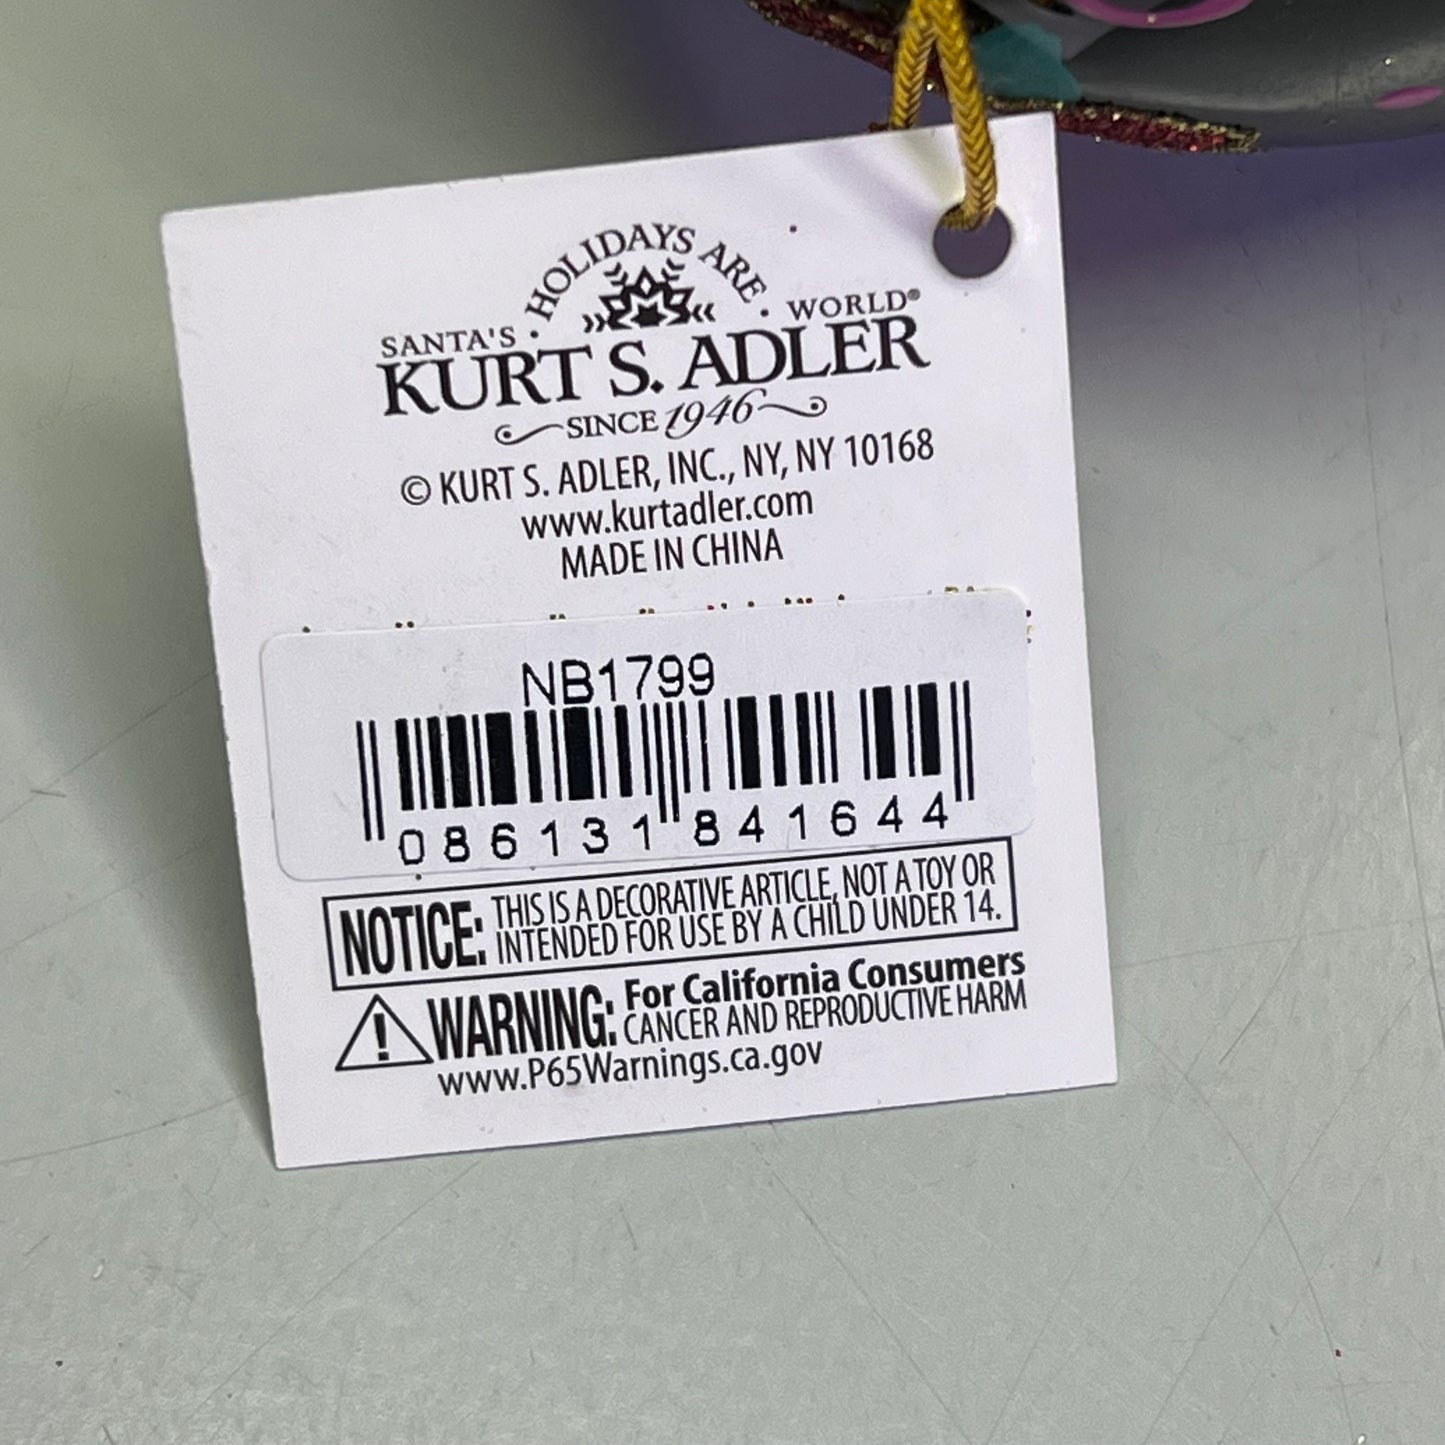 · HOLIDAYS ARE ·
SANTA'S WORLD®
KURT S. ADLER
SINCE 1946
© KURT S. ADLER, INC., NY, NY 10168
www.kurtadler.com
MADE IN CHINA
NB1799
086131 841644
NOTICE: THIS IS A DECORATIVE ARTICLE, NOT A TOY OR
INTENDED FOR USE BY A CHILD UNDER 14.
WARNING: For California Consumers
CANCER AND REPRODUCTIVE HARM
www.P65Warnings.ca.gov